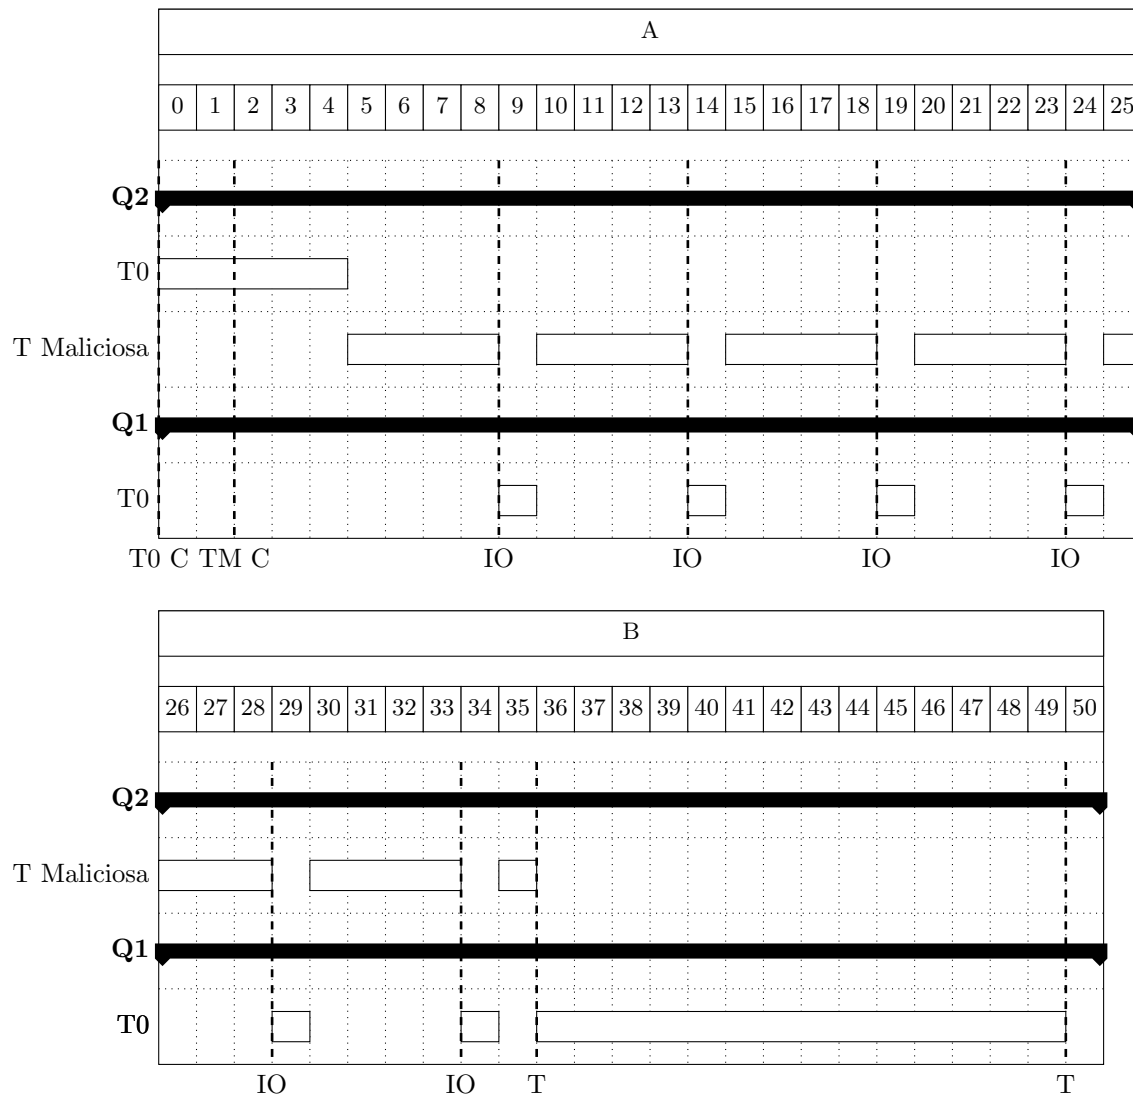 A
0 1 2 3 4 5 6 7 8 9 10 11 12 13 14 15 16 17 18 19 20 21 22 23 24 25
Q2
T0
T Maliciosa
Q1
T0
T0 C TM C IO IO IO IO
B
26 27 28 29 30 31 32 33 34 35 36 37 38 39 40 41 42 43 44 45 46 47 48 49 50
Q2
T Maliciosa
Q1
T0
IO IO T T